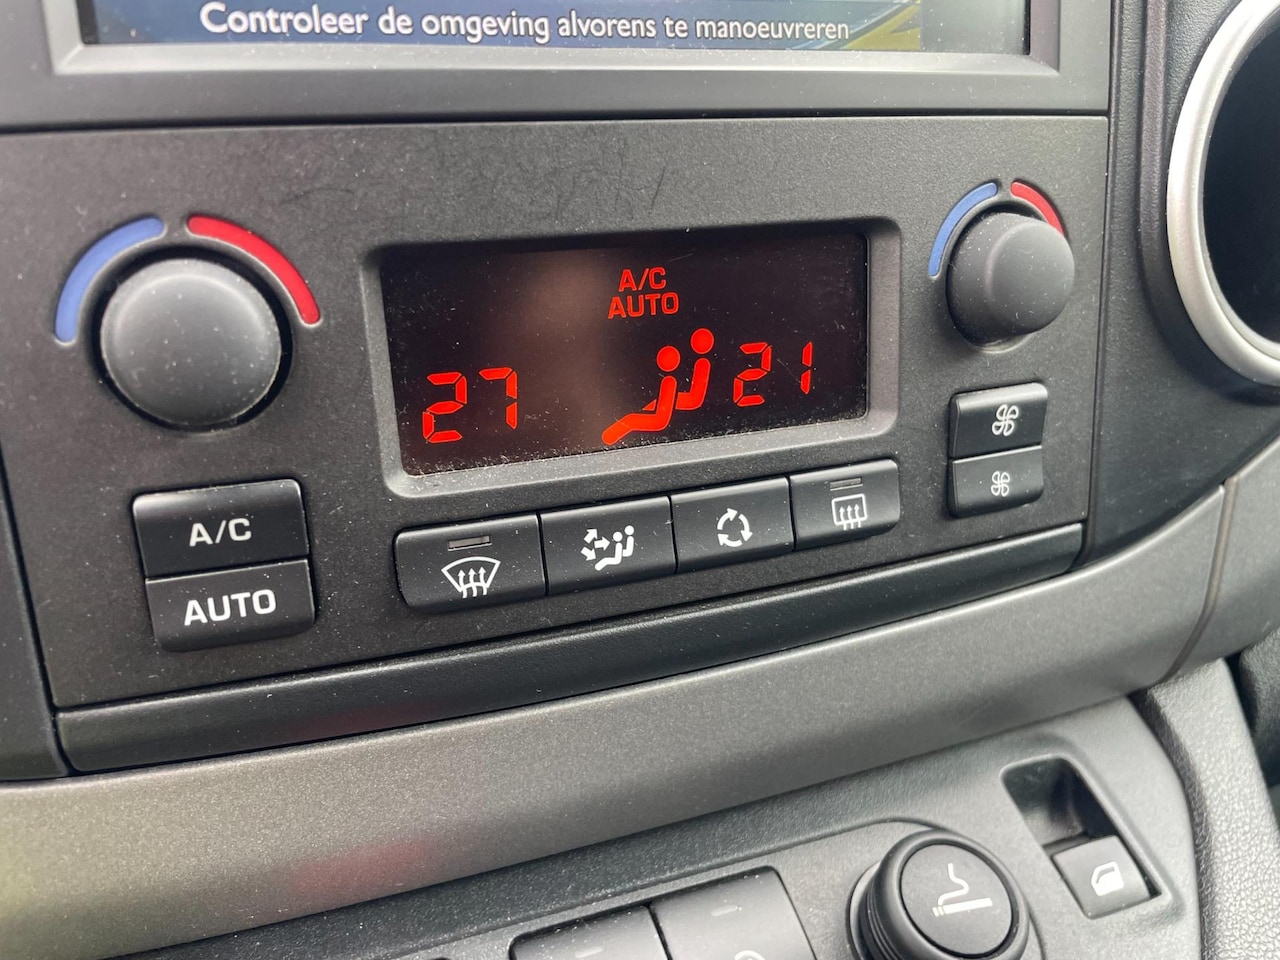 Controleer de omgeving alvorens te manoeuvreren
A/C
AUTO
27 21
A/C
AUTO